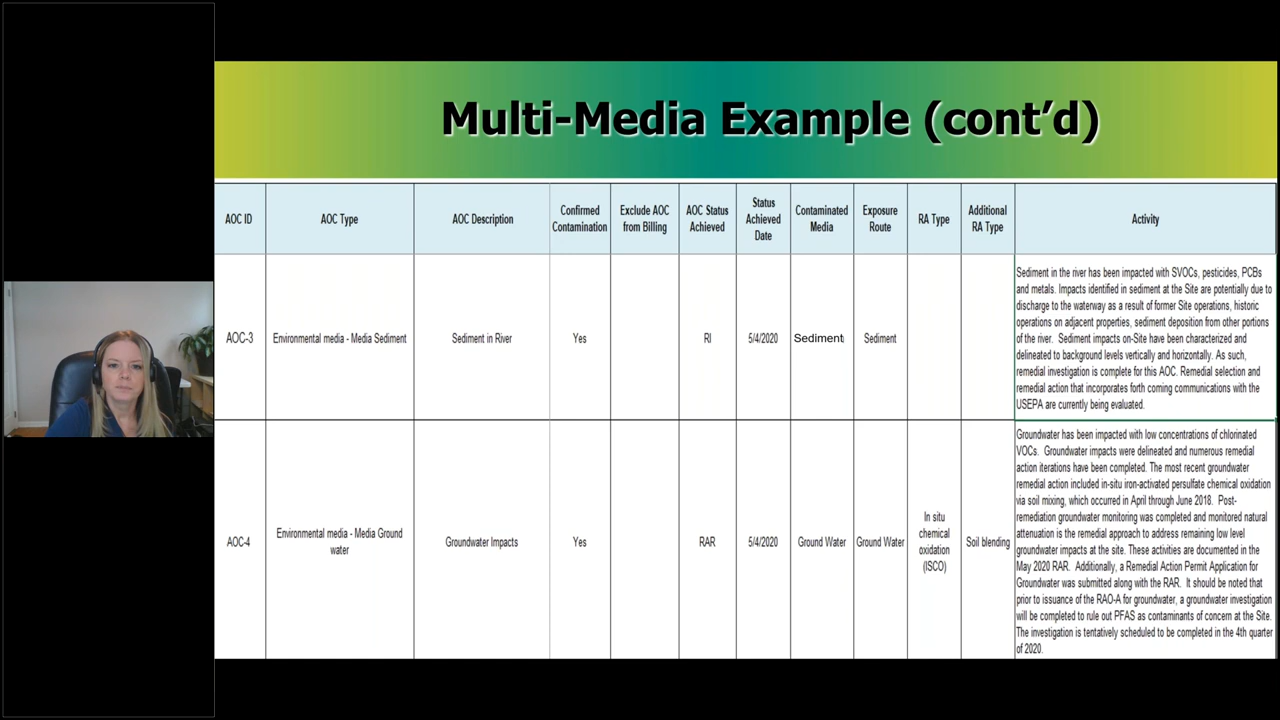 Multi-Media Example (cont'd)
AOC ID
AOC Type
AOC Description
Confirmed
Contamination
Exclude AOC
from Billing
AOC Status
Achieved
Status
Achieved
Date
Contaminated
Media
Exposure
Route
RA Type
Additional
RA Type
Activity
AOC-3
Environmental media - Media Sediment
Sediment in River
Yes
RI
5/4/2020
Sediment
Sediment
Sediment in the river has been impacted with SVOCs, pesticides, PCBs
and metals. Impacts identified in sediment at the Site are potentially due to
discharge to the waterway as a result of former Site operations, historic
operations on adjacent properties, sediment deposition from other portions
of the river. Sediment impacts on-Site have been characterized and
delineated to background levels vertically and horizontally. As such,
remedial investigation is complete for this AOC. Remedial selection and
remedial action that incorporates forth coming communications with the
USEPA are currently being evaluated.
AOC-4
Environmental media - Media Ground
water
Groundwater Impacts
Yes
RAR
5/4/2020
Ground Water
Ground Water
In situ
chemical
oxidation
(ISCO)
Soil blending
Groundwater has been impacted with low concentrations of chlorinated
VOCs. Groundwater impacts were delineated and numerous remedial
action iterations have been completed. The most recent groundwater
remedial action included in-situ iron-activated persulfate chemical oxidation
via soil mixing, which occurred in April through June 2018. Post-
remediation groundwater monitoring was completed and monitored natural
attenuation is the remedial approach to address remaining low level
groundwater impacts at the site. These activities are documented in the
May 2020 RAR. Additionally, a Remedial Action Permit Application for
Groundwater was submitted along with the RAR. It should be noted that
prior to issuance of the RAO-A for groundwater, a groundwater investigation
will be completed to rule out PFAS as contaminants of concern at the Site.
The investigation is tentatively scheduled to be completed in the 4th quarter
of 2020.